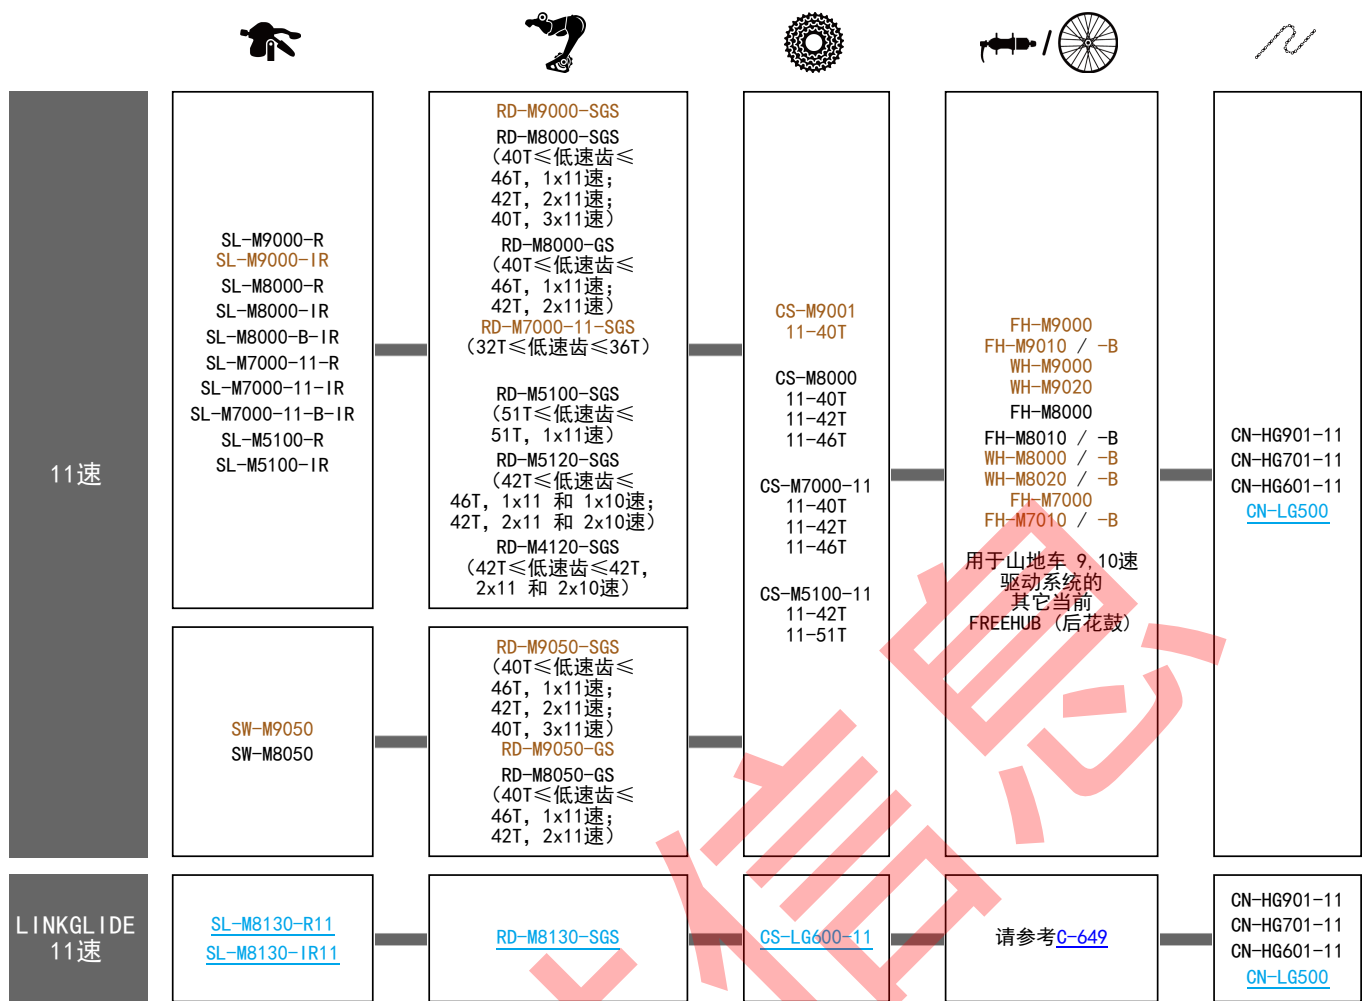 11速
SL-M9000-R
SL-M9000-IR
SL-M8000-R
SL-M8000-IR
SL-M8000-B-IR
SL-M7000-11-R
SL-M7000-11-IR
SL-M7000-11-B-IR
SL-M5100-R
SL-M5100-IR
RD-M9000-SGS
RD-M8000-SGS
(40T≤低速齿≤
46T, 1x11速;
42T, 2x11速;
40T, 3x11速)
RD-M8000-GS
(40T≤低速齿≤
46T, 1x11速;
42T, 2x11速)
RD-M7000-11-SGS
(32T≤低速齿≤36T)
RD-M5100-SGS
(51T≤低速齿≤
51T, 1x11速)
RD-M5120-SGS
(42T≤低速齿≤
46T, 1x11 和 1x10速;
42T, 2x11 和 2x10速)
RD-M4120-SGS
(42T≤低速齿≤42T,
2x11 和 2x10速)
SW-M9050
SW-M8050
RD-M9050-SGS
(40T≤低速齿≤
46T, 1x11速;
42T, 2x11速;
40T, 3x11速)
RD-M9050-GS
RD-M8050-GS
(40T≤低速齿≤
46T, 1x11速;
42T, 2x11速)
CS-M9001
11-40T
CS-M8000
11-40T
11-42T
11-46T
CS-M7000-11
11-40T
11-42T
11-46T
CS-M5100-11
11-42T
11-51T
FH-M9000
FH-M9010 / -B
WH-M9000
WH-M9020
FH-M8000
FH-M8010 / -B
WH-M8000 / -B
WH-M8020 / -B
FH-M7000
FH-M7010 / -B
用于山地车 9,10速
驱动系统的
其它当前
FREEHUB (后花鼓)
CN-HG901-11
CN-HG701-11
CN-HG601-11
CN-LG500
LINKGLIDE
11速
SL-M8130-R11
SL-M8130-IR11
RD-M8130-SGS
CS-LG600-11
请参考C-649
CN-HG901-11
CN-HG701-11
CN-HG601-11
CN-LG500
信息